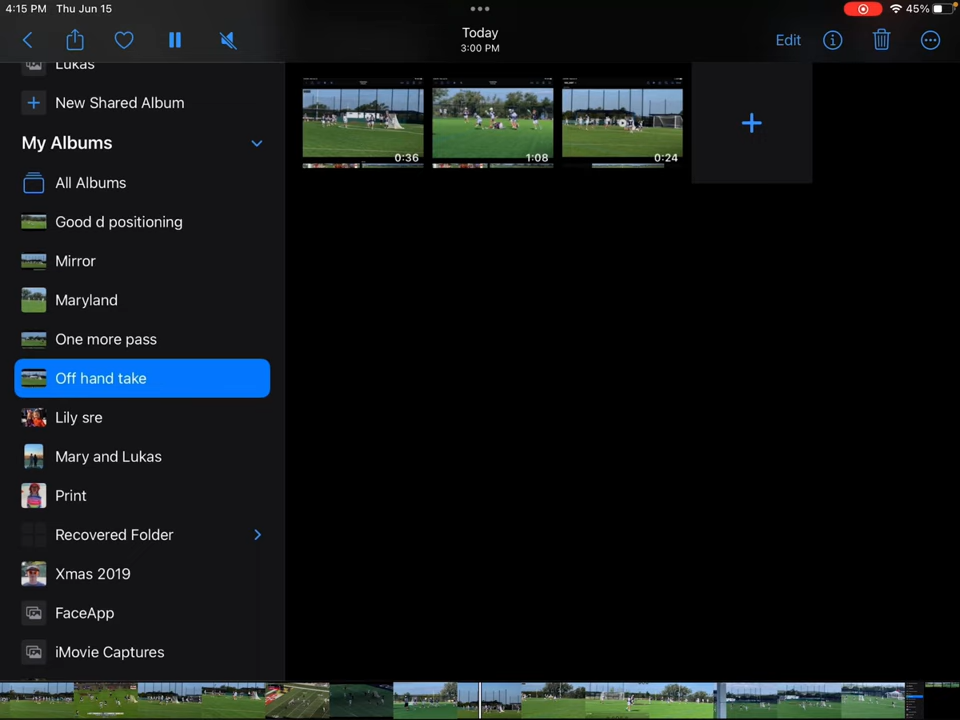 4:15 PM Thu Jun 15
45%
Today
3:00 PM
Edit
Lukas
New Shared Album
My Albums
All Albums
Good d positioning
Mirror
Maryland
One more pass
Off hand take
Lily sre
Mary and Lukas
Print
Recovered Folder
Xmas 2019
FaceApp
iMovie Captures
0:36
1:08
0:24